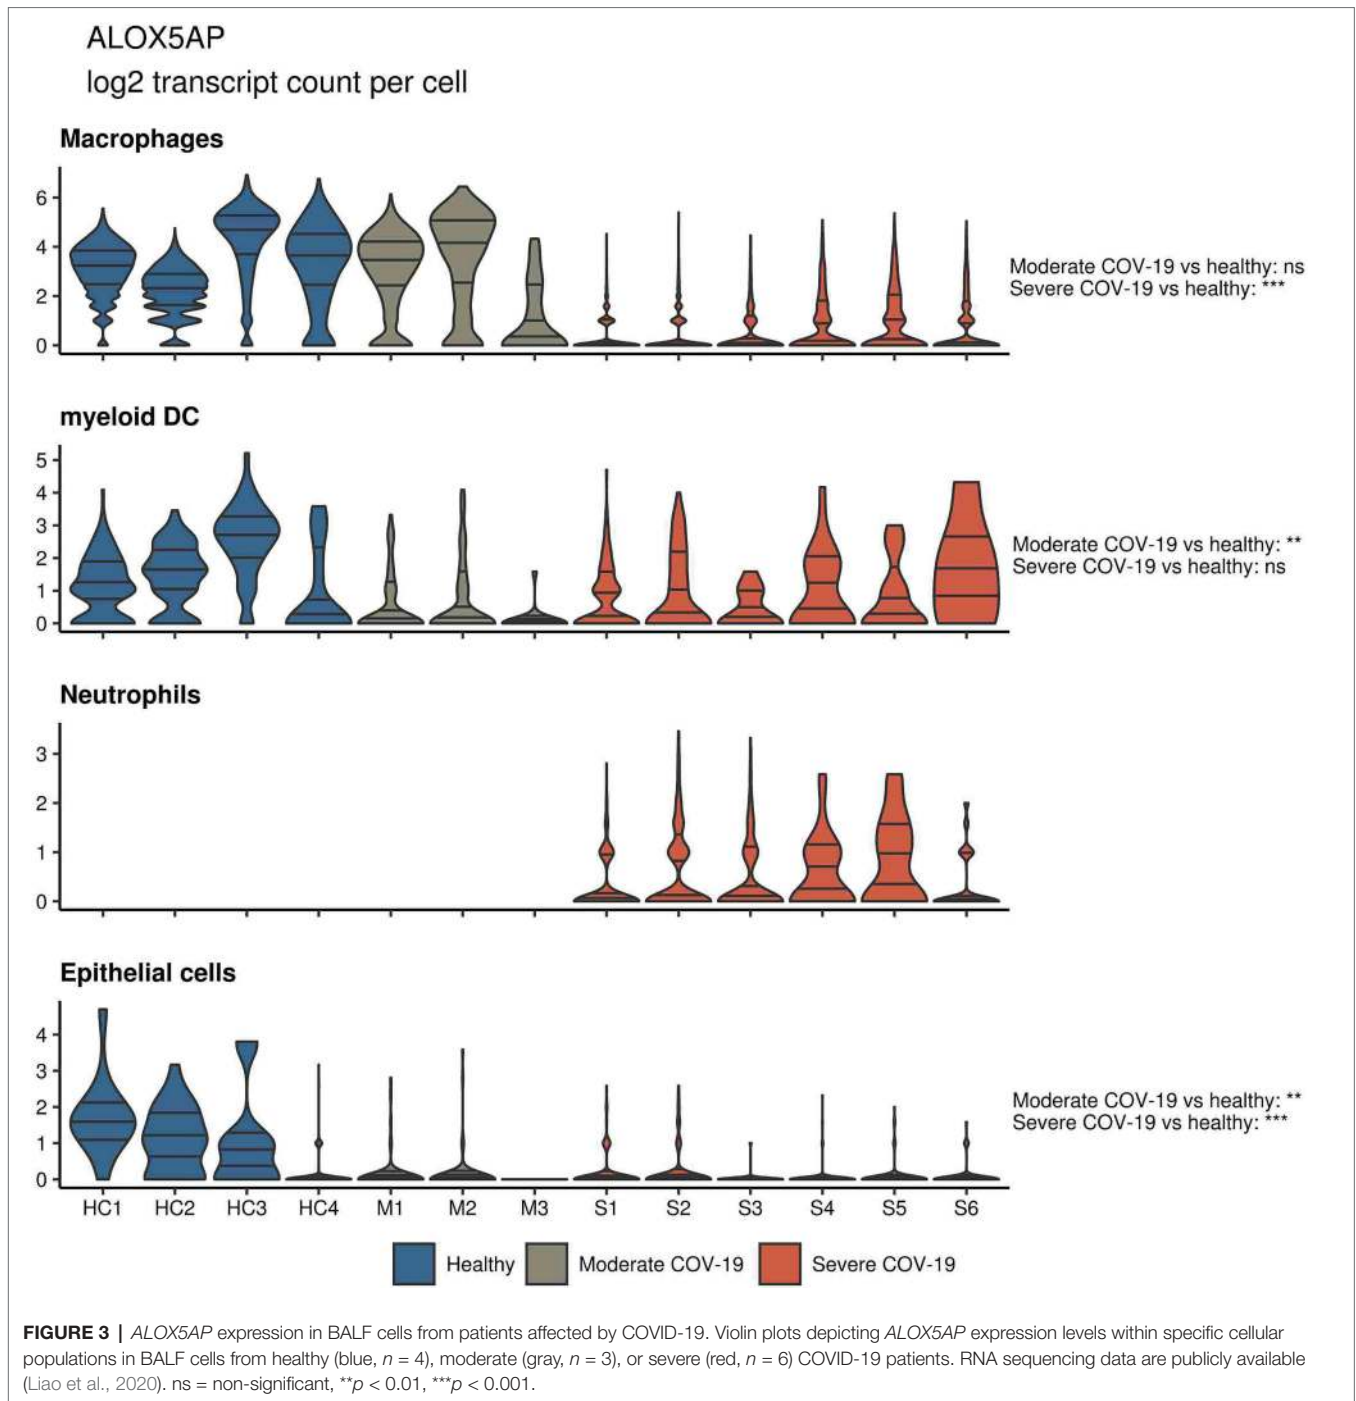 ALOX5AP
log2 transcript count per cell
Macrophages
6
4
2
0
Moderate COV-19 vs healthy: ns
Severe COV-19 vs healthy: ***
myeloid DC
5
4
3
2
1
0
Moderate COV-19 vs healthy: **
Severe COV-19 vs healthy: ns
Neutrophils
3
2
1
0
Epithelial cells
4
3
2
1
0
Moderate COV-19 vs healthy: **
Severe COV-19 vs healthy: ***
HC1 HC2 HC3 HC4 M1 M2 M3 S1 S2 S3 S4 S5 S6
Healthy Moderate COV-19 Severe COV-19
FIGURE 3 | ALOX5AP expression in BALF cells from patients affected by COVID-19. Violin plots depicting ALOX5AP expression levels within specific cellular
populations in BALF cells from healthy (blue, n = 4), moderate (gray, n = 3), or severe (red, n = 6) COVID-19 patients. RNA sequencing data are publicly available
(Liao et al., 2020). ns = non-significant, **p < 0.01, ***p < 0.001.